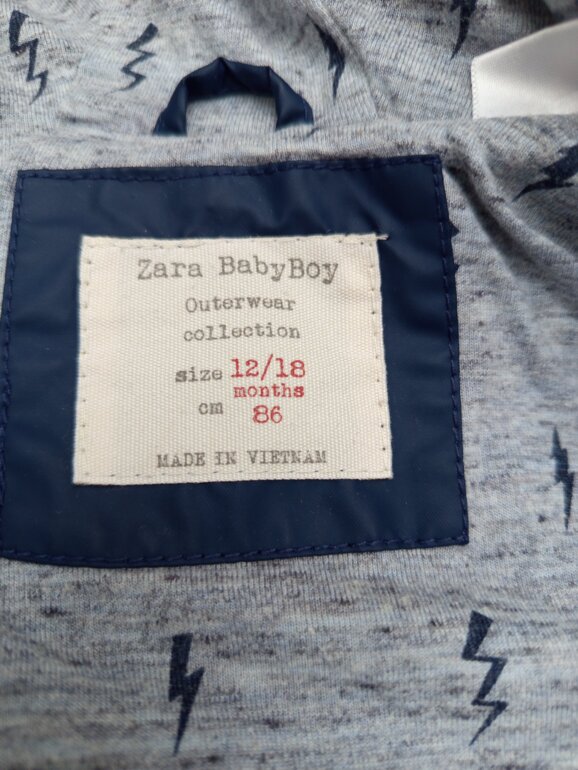 Zara BabyBoy
Outerwear
collection
size 12/18
months
cm 86
MADE IN VIETNAM